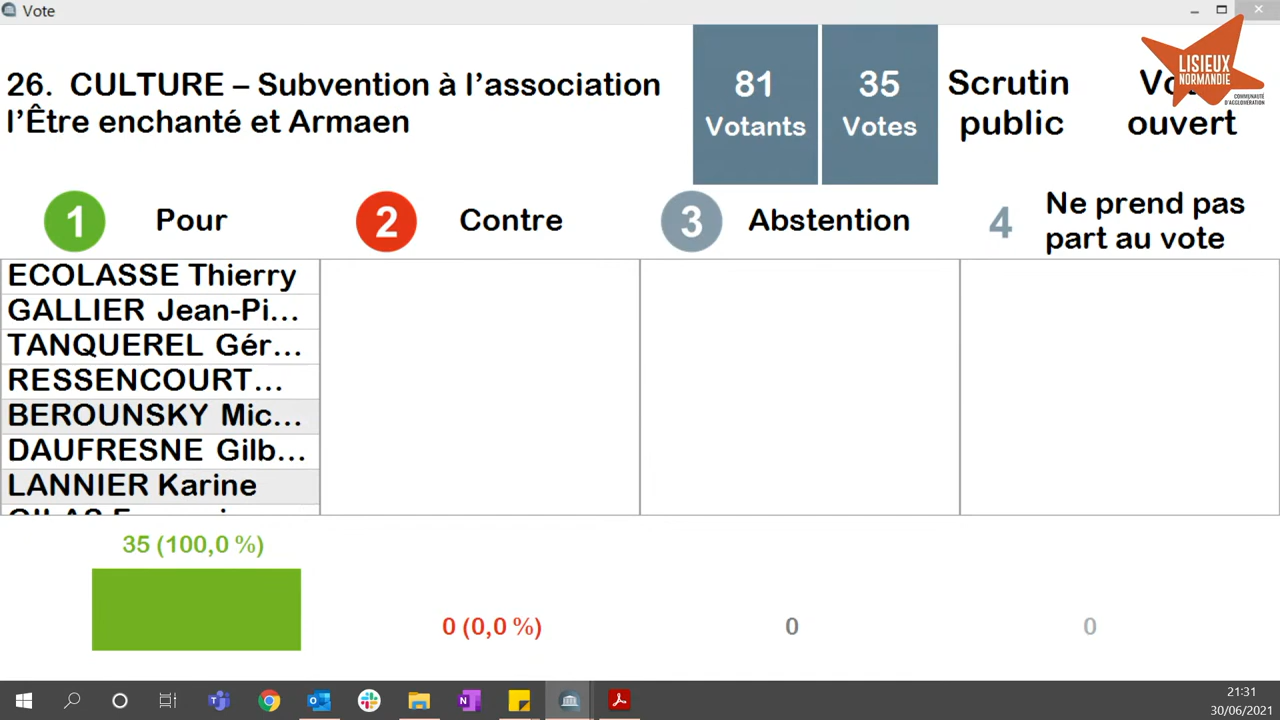 Vote
26. CULTURE – Subvention à l'association
l'Être enchanté et Armaen
81
Votants
35
Votes
Scrutin
public
ouvert
LISIEUX
NORMANDIE
COMMUNAUTÉ
D'AGGLOMÉRATION
1 Pour
2 Contre
3 Abstention
4 Ne prend pas
part au vote
ECOLASSE Thierry
GALLIER Jean-Pi...
TANQUEREL Gér...
RESSENCOURT...
BEROUNSKY Mic...
DAUFRESNE Gilb...
LANNIER Karine
35 (100,0 %)
0 (0,0 %)
0
0
21:31
30/06/2021